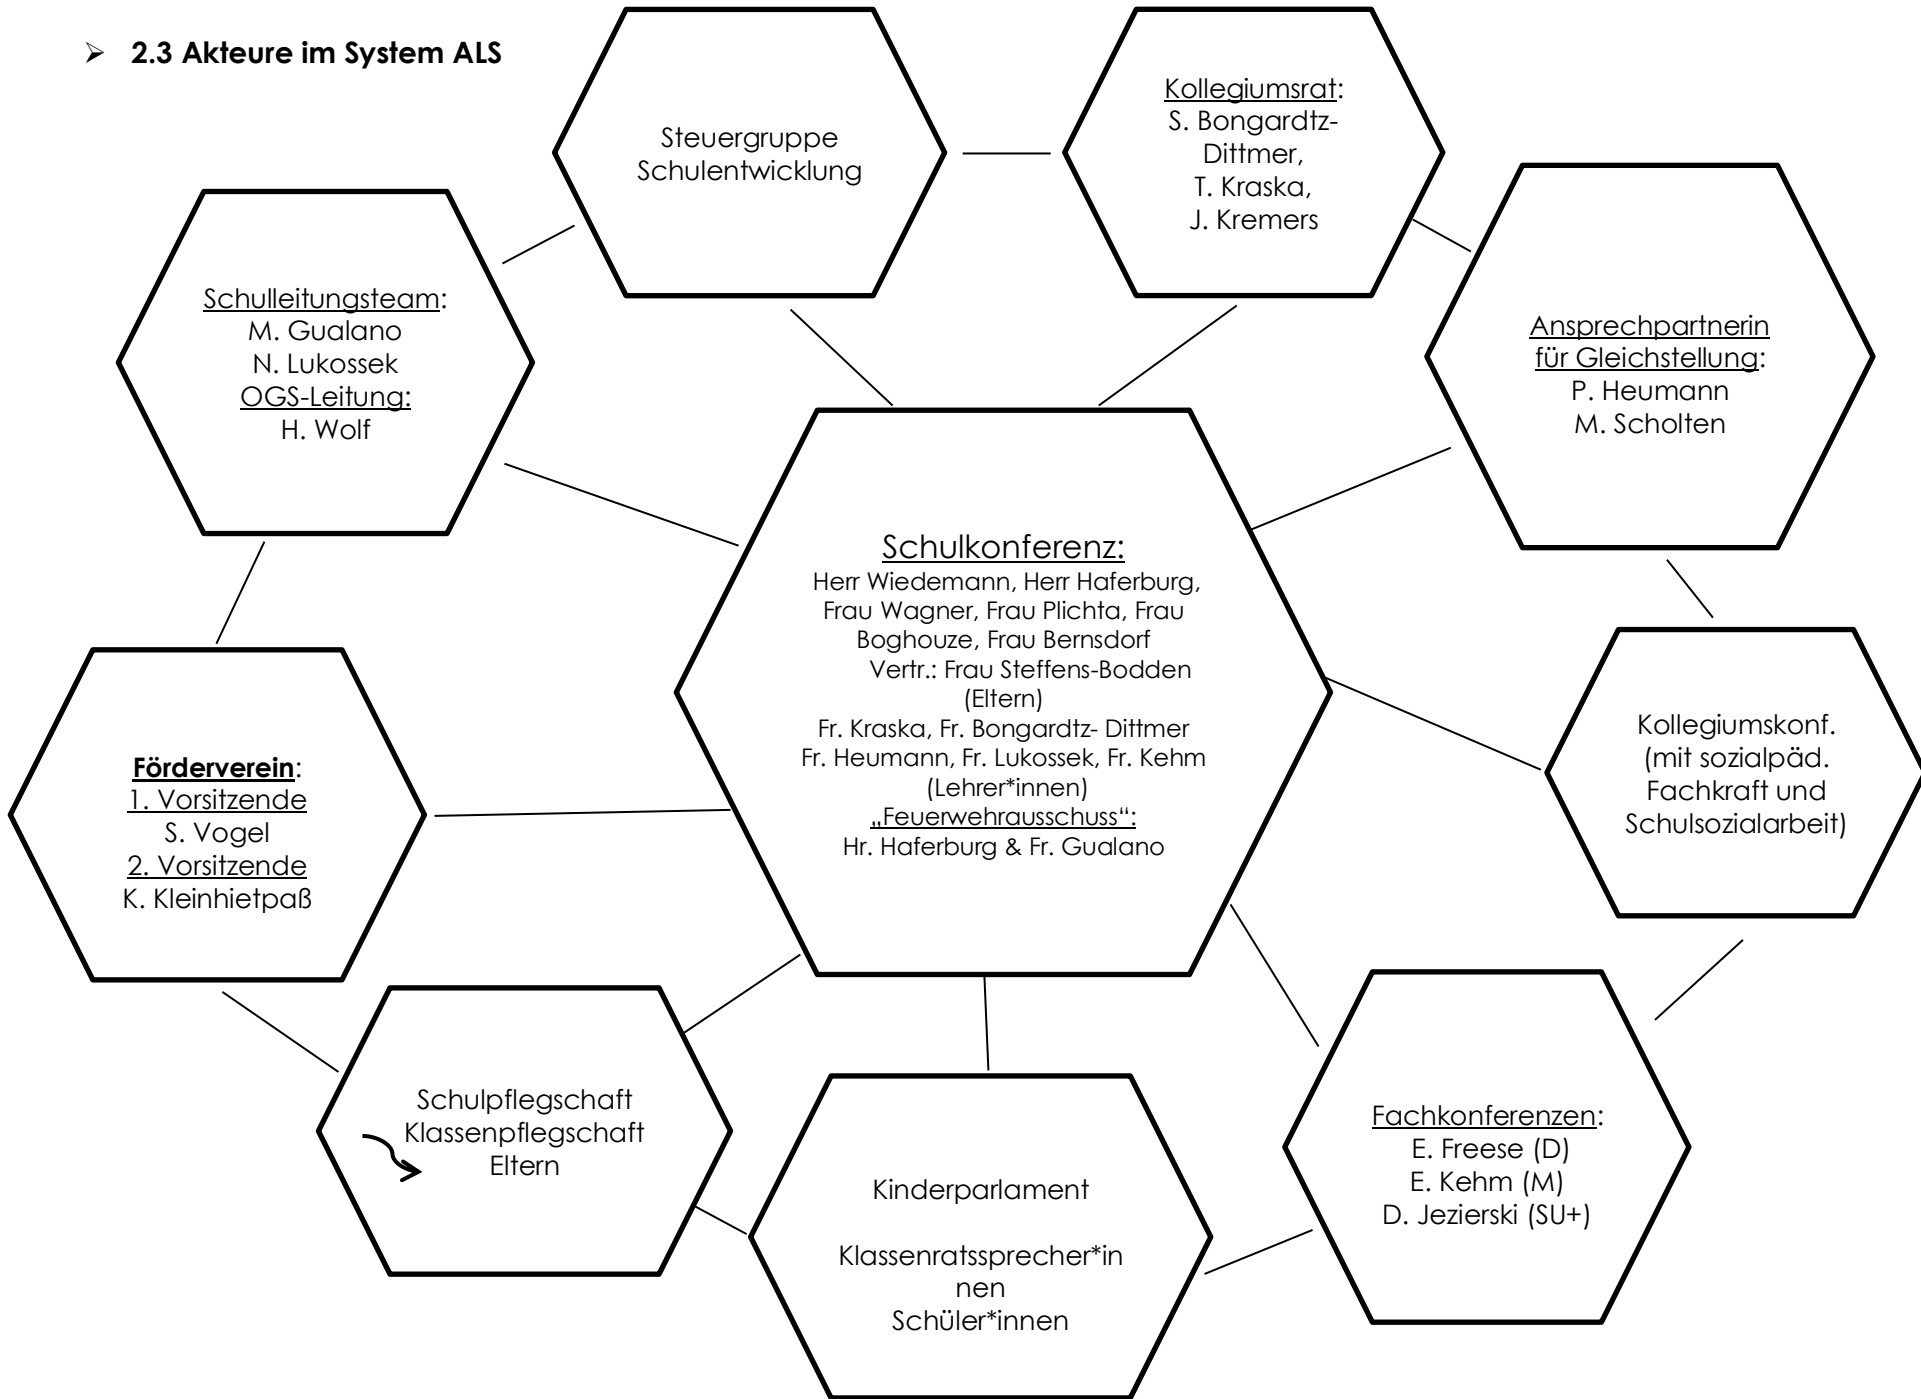 ➢ 2.3 Akteure im System ALS
Steuergruppe
Schulentwicklung
Kollegiumsrat:
S. Bongardtz-
Dittmer,
T. Kraska,
J. Kremers
Schulleitungsteam:
M. Gualano
N. Lukossek
OGS-Leitung:
H. Wolf
Ansprechpartnerin
für Gleichstellung:
P. Heumann
M. Scholten
Schulkonferenz:
Herr Wiedemann, Herr Haferburg,
Frau Wagner, Frau Plichta, Frau
Boghouze, Frau Bernsdorf
Vertr.: Frau Steffens-Bodden
(Eltern)
Fr. Kraska, Fr. Bongardtz- Dittmer
Fr. Heumann, Fr. Lukossek, Fr. Kehm
(Lehrer*innen)
„Feuerwehrausschuss“:
Hr. Haferburg & Fr. Gualano
Förderverein:
1. Vorsitzende
S. Vogel
2. Vorsitzende
K. Kleinhietpaß
Kollegiumskonf.
(mit sozialpäd.
Fachkraft und
Schulsozialarbeit)
Schulpflegschaft
Klassenpflegschaft
Eltern
Kinderparlament
Klassenratssprecher*in
nen
Schüler*innen
Fachkonferenzen:
E. Freese (D)
E. Kehm (M)
D. Jezierski (SU+)